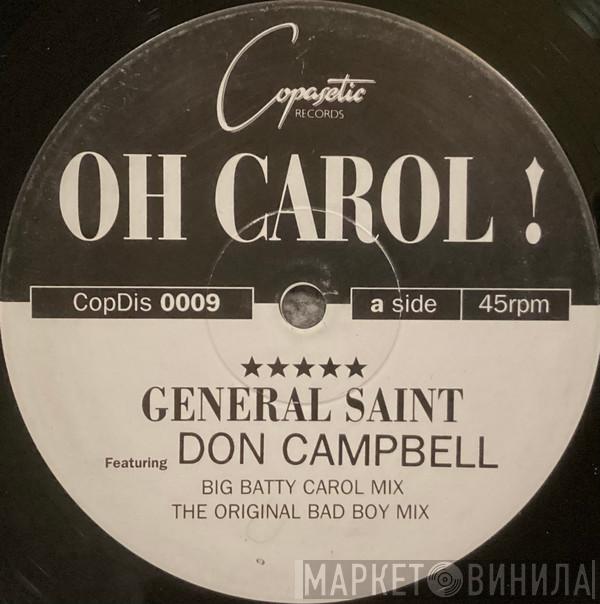 Copasetic
RECORDS
OH CAROL !
CopDis 0009
a side 45rpm
★★★★★
GENERAL SAINT
Featuring DON CAMPBELL
BIG BATTY CAROL MIX
THE ORIGINAL BAD BOY MIX
МАРКЕТ ВИНИЛА